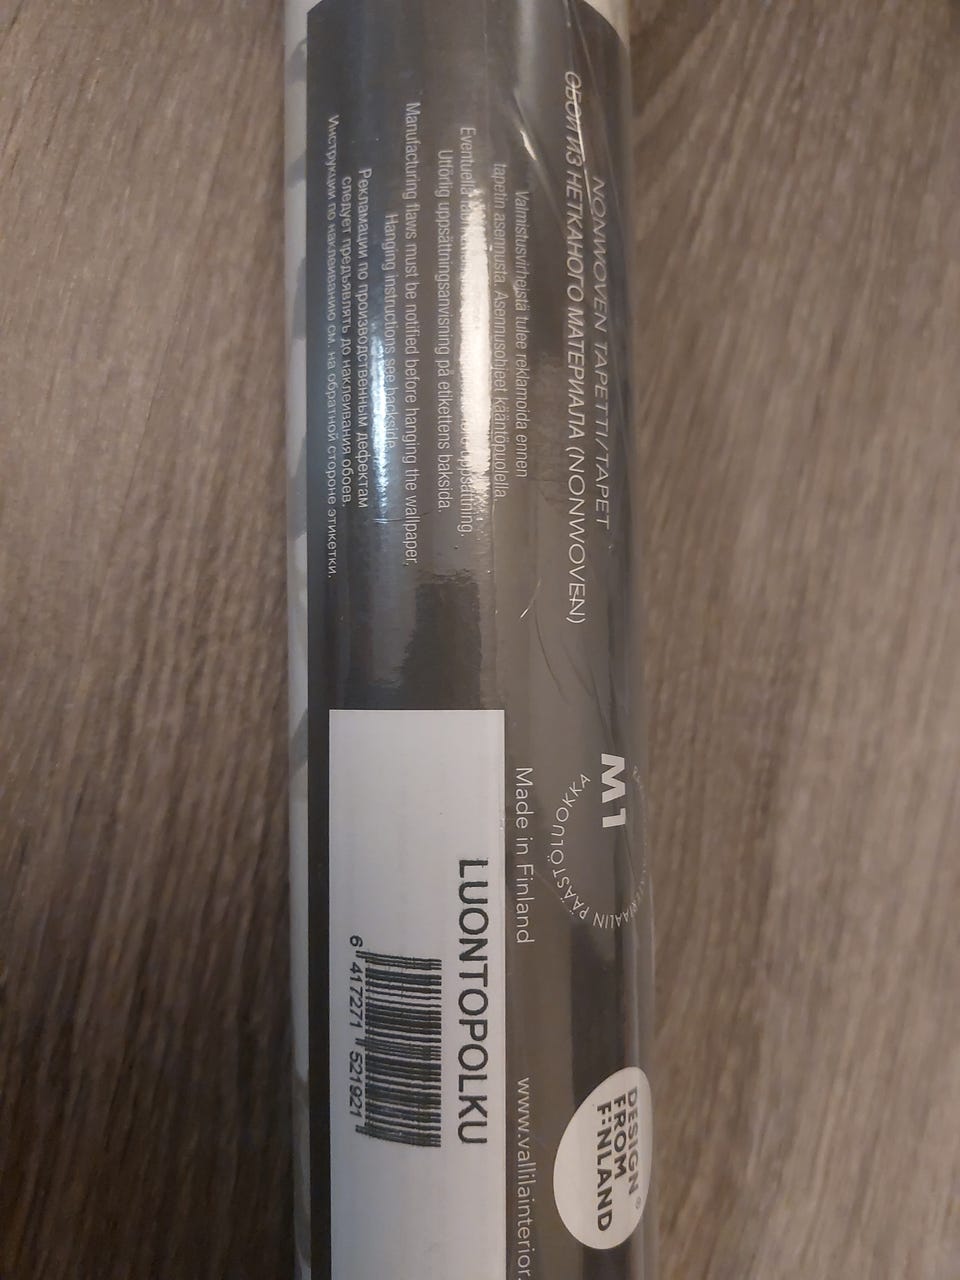 NONWOVEN TAPETTI/TAPET
ОБОИ ИЗ НЕТКАНОГО МАТЕРИАЛА (NONWOVEN)
Valmistusvirheistä tulee reklamoida ennen
tapetin asennusta. Asennusohjeet kääntöpuolella.
Eventuella uppsättning.
Utförlig uppsättningsanvisning på etikettens baksida.
Manufacturing flaws must be notified before hanging the wallpaper,
Hanging instructions see backside.
Рекламации по производственным дефектам
следует предъявлять до наклеивания обоев.
Инструкции по наклеиванию см. на обратной стороне этикетки.
M1
PÄÄSTÖLUOKKA
Made in Finland
www.vallilainterior.
DESIGN®
FROM
FINLAND
LUONTOPOLKU
6 417271 521921